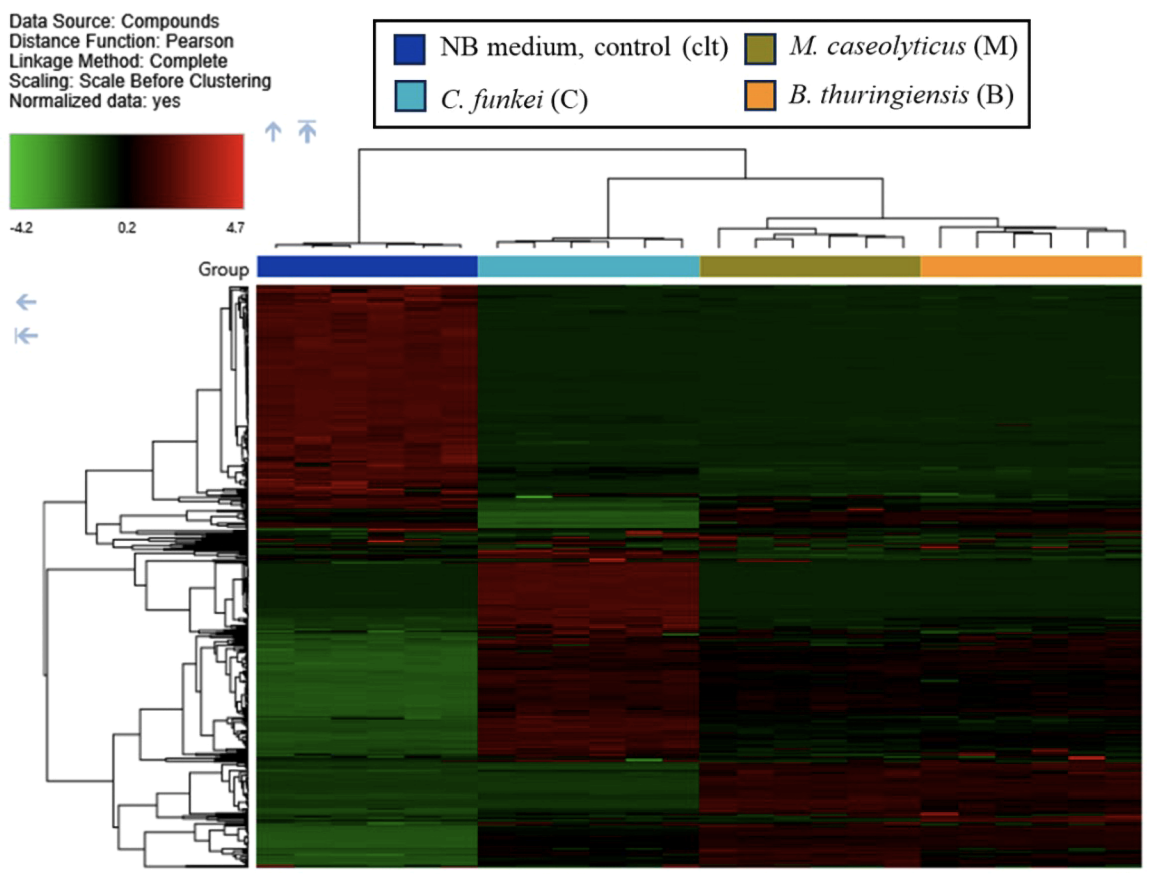 Data Source: Compounds
Distance Function: Pearson
Linkage Method: Complete
Scaling: Scale Before Clustering
Normalized data: yes
NB medium, control (clt)
M. caseolyticus (M)
C. funkei (C)
B. thuringiensis (B)
-4.2
0.2
4.7
Group